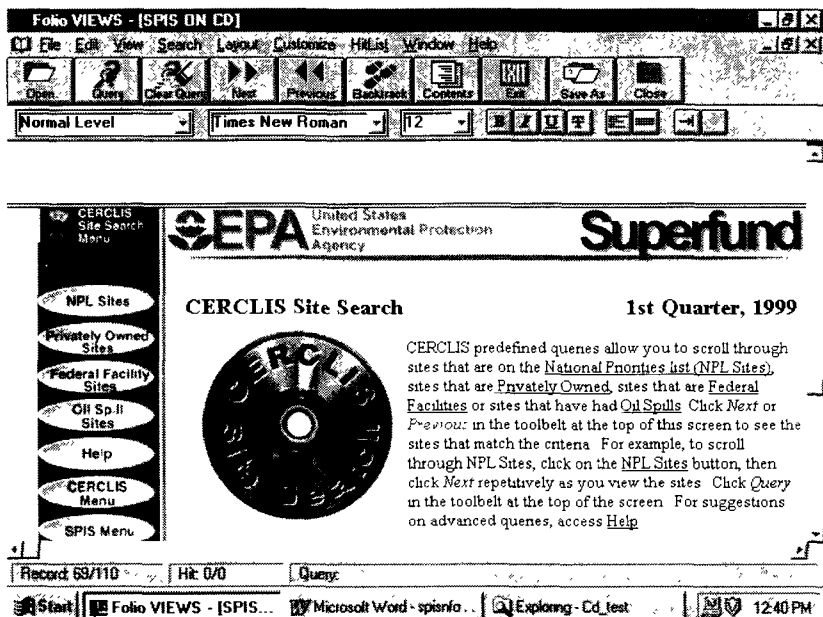 Folio VIEWS - [SPIS ON CD]
File Edit View Search Layout Customize HitList Window Help
Open Query Clear Query Next Previous Backtrack Contents Exit Save As Close
Normal Level Times New Roman 12 B I U T
CERCLIS
Site Search
Menu
EPA United States
Environmental Protection
Agency
Superfund
NPL Sites
Privately Owned
Sites
Federal Facility
Sites
Oil Spill
Sites
Help
CERCLIS
Menu
SPIS Menu
CERCLIS Site Search 1st Quarter, 1999
CERCLIS SITE SEARCH
CERCLIS predefined queries allow you to scroll through
sites that are on the National Priorities list (NPL Sites),
sites that are Privately Owned, sites that are Federal
Facilities or sites that have had Oil Spills Click Next or
Previous in the toolbelt at the top of this screen to see the
sites that match the criteria For example, to scroll
through NPL Sites, click on the NPL Sites button, then
click Next repetitively as you view the sites Click Query
in the toolbelt at the top of the screen For suggestions
on advanced queries, access Help
Record: 69/110 Hit: 0/0 Query:
Start Folio VIEWS - [SPIS... Microsoft Word - spisnfo... Exploring - Cd_test 12:40 PM